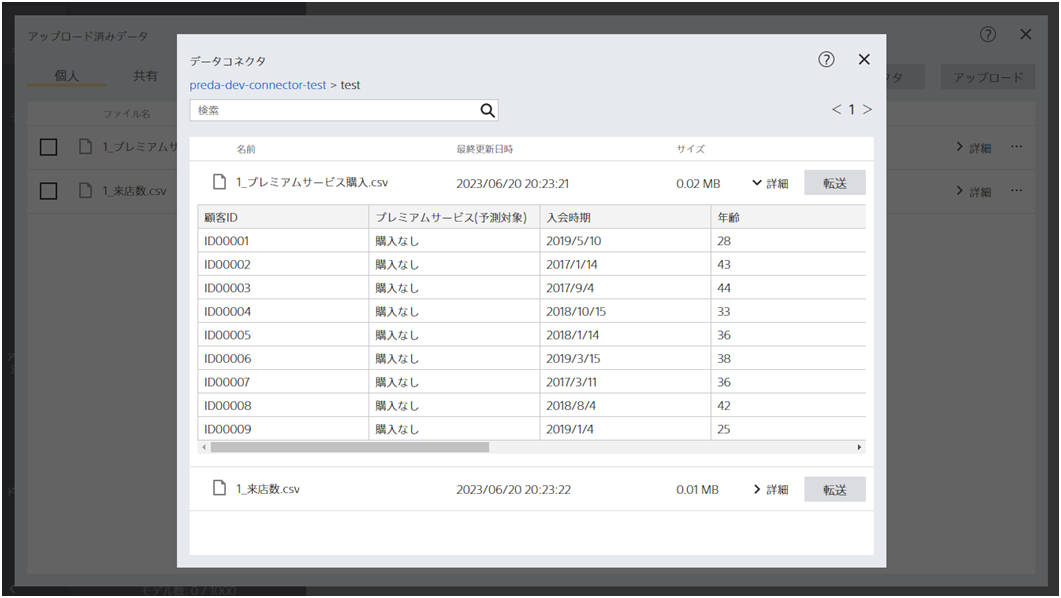 アップロード済みデータ
個人 共有 アップロード
ファイル名
1_プレミアムサ
詳細
1_来店数.csv
詳細
データコネクタ
preda-dev-connector-test > test
検索
< 1 >
名前 最終更新日時 サイズ
1_プレミアムサービス購入.csv 2023/06/20 20:23:21 0.02 MB 詳細 転送
顧客ID プレミアムサービス(予測対象) 入会時期 年齢
ID00001 購入なし 2019/5/10 28
ID00002 購入なし 2017/1/14 43
ID00003 購入なし 2017/9/4 44
ID00004 購入なし 2018/10/15 33
ID00005 購入なし 2018/1/14 36
ID00006 購入なし 2019/3/15 38
ID00007 購入なし 2017/3/11 36
ID00008 購入なし 2018/8/4 42
ID00009 購入なし 2019/1/4 25
1_来店数.csv 2023/06/20 20:23:22 0.01 MB 詳細 転送
モデル数: 0 / 1000